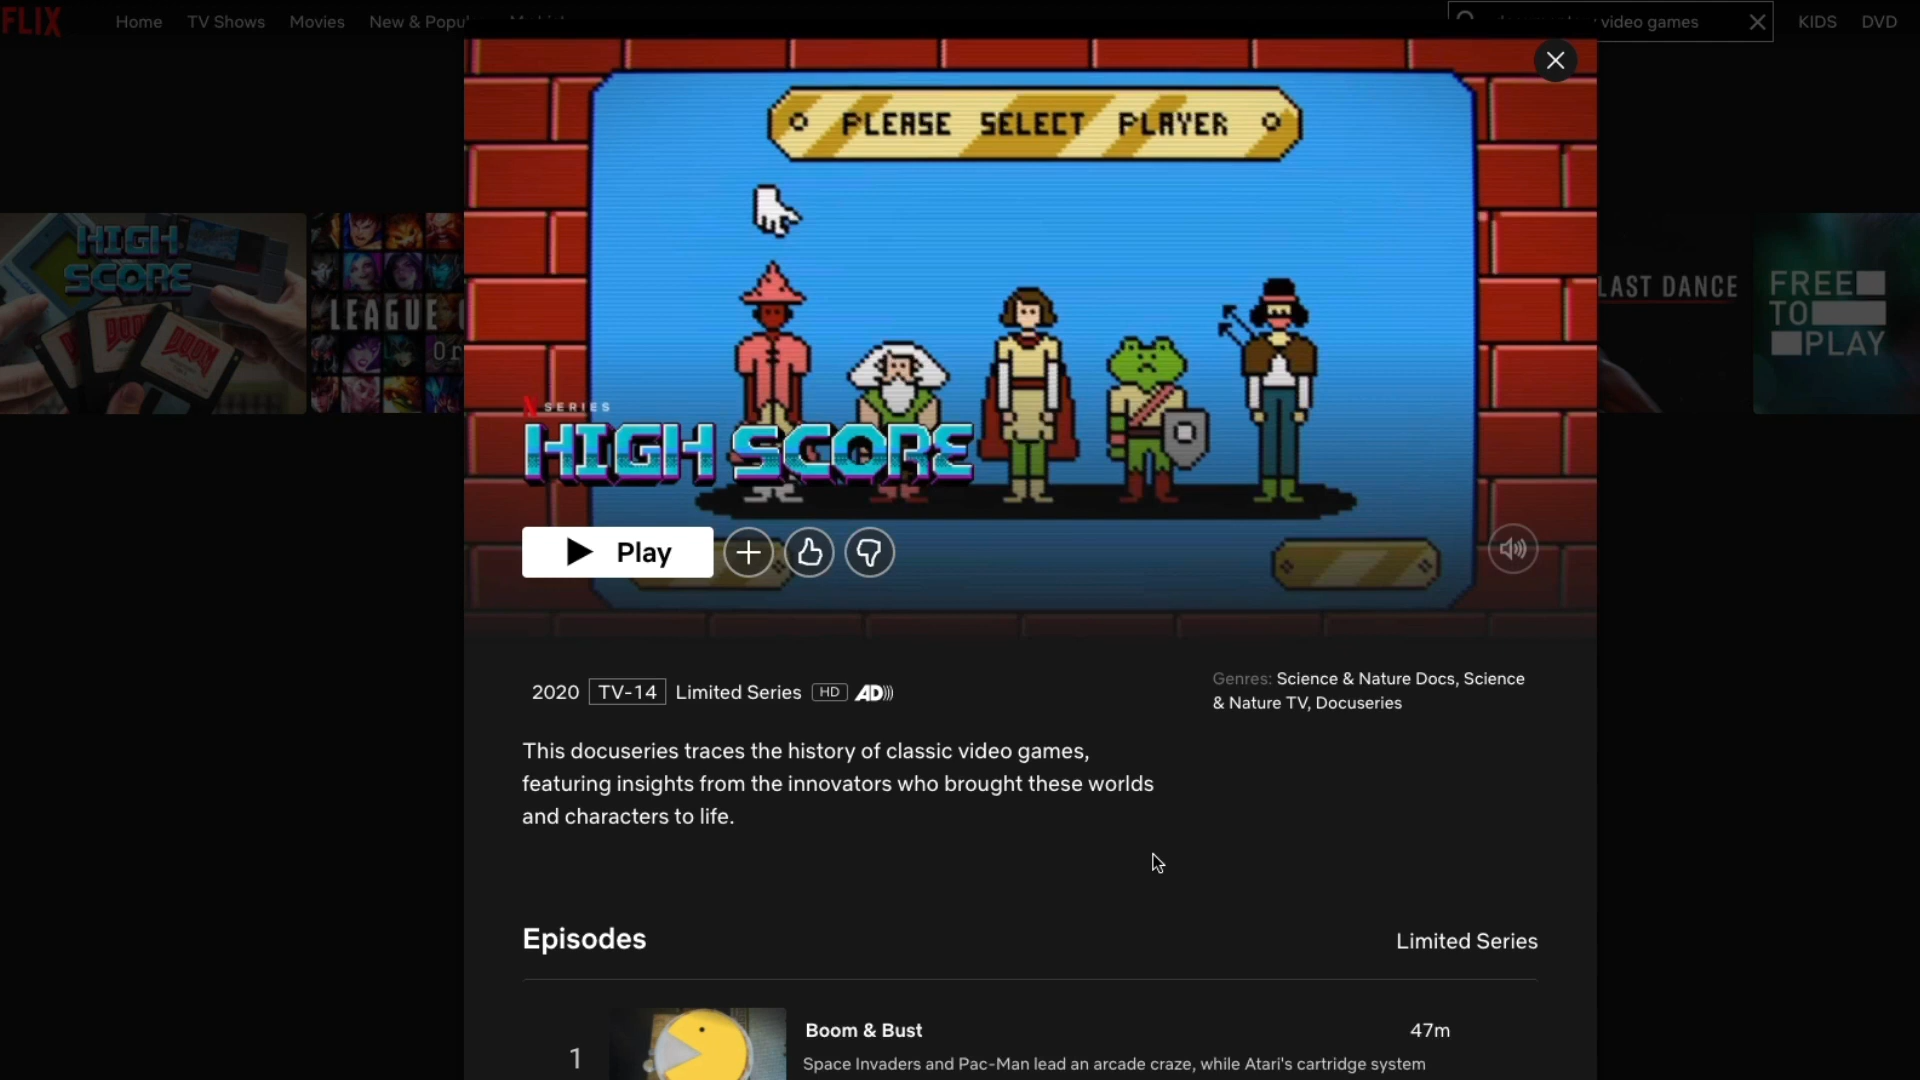 FLIX
Home
TV Shows
Movies
New & Popul
video games
KIDS
DVD
PLEASE SELECT PLAYER
HIGH
SCORE
DOOM
DOOM
LEAGUE
Or
LAST DANCE
FREE
TO
PLAY
N SERIES
HIGH SCORE
Play
2020 TV-14 Limited Series HD AD
Genres: Science & Nature Docs, Science
& Nature TV, Docuseries
This docuseries traces the history of classic video games,
featuring insights from the innovators who brought these worlds
and characters to life.
Episodes
Limited Series
1
Boom & Bust
47m
Space Invaders and Pac-Man lead an arcade craze, while Atari's cartridge system